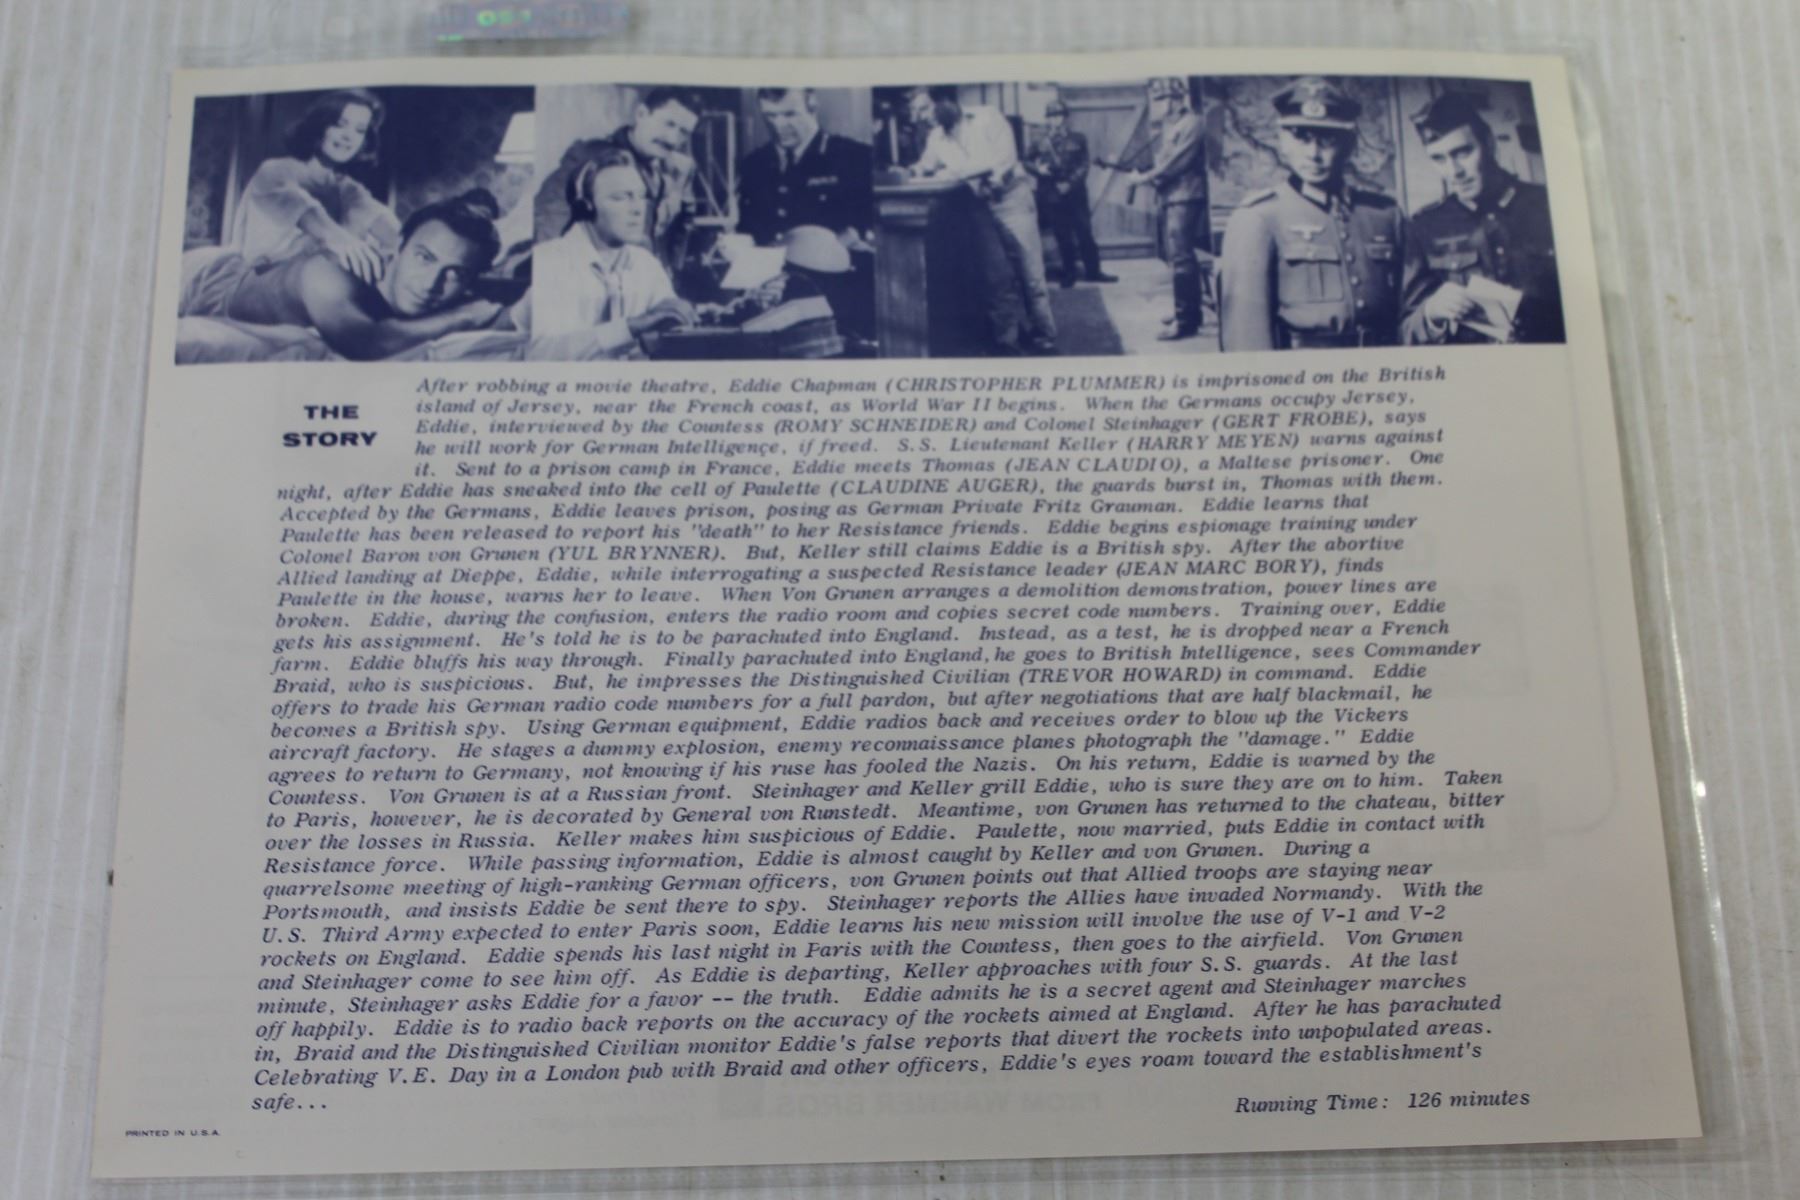 THE
STORY
After robbing a movie theatre, Eddie Chapman (CHRISTOPHER PLUMMER) is imprisoned on the British
island of Jersey, near the French coast, as World War II begins. When the Germans occupy Jersey,
Eddie, interviewed by the Countess (ROMY SCHNEIDER) and Colonel Steinhager (GERT FROBE), says
he will work for German Intelligence, if freed. S.S. Lieutenant Keller (HARRY MEYEN) warns against
it. Sent to a prison camp in France, Eddie meets Thomas (JEAN CLAUDIO), a Maltese prisoner. One
night, after Eddie has sneaked into the cell of Paulette (CLAUDINE AUGER), the guards burst in, Thomas with them.
Accepted by the Germans, Eddie leaves prison, posing as German Private Fritz Grauman. Eddie learns that
Paulette has been released to report his "death" to her Resistance friends. Eddie begins espionage training under
Colonel Baron von Grunen (YUL BRYNNER). But, Keller still claims Eddie is a British spy. After the abortive
Allied landing at Dieppe, Eddie, while interrogating a suspected Resistance leader (JEAN MARC BORY), finds
Paulette in the house, warns her to leave. When Von Grunen arranges a demolition demonstration, power lines are
broken. Eddie, during the confusion, enters the radio room and copies secret code numbers. Training over, Eddie
gets his assignment. He's told he is to be parachuted into England. Instead, as a test, he is dropped near a French
farm. Eddie bluffs his way through. Finally parachuted into England, he goes to British Intelligence, sees Commander
Braid, who is suspicious. But, he impresses the Distinguished Civilian (TREVOR HOWARD) in command. Eddie
offers to trade his German radio code numbers for a full pardon, but after negotiations that are half blackmail, he
becomes a British spy. Using German equipment, Eddie radios back and receives order to blow up the Vickers
aircraft factory. He stages a dummy explosion, enemy reconnaissance planes photograph the "damage." Eddie
agrees to return to Germany, not knowing if his ruse has fooled the Nazis. On his return, Eddie is warned by the
Countess. Von Grunen is at a Russian front. Steinhager and Keller grill Eddie, who is sure they are on to him. Taken
to Paris, however, he is decorated by General von Runstedt. Meantime, von Grunen has returned to the chateau, bitter
over the losses in Russia. Keller makes him suspicious of Eddie. Paulette, now married, puts Eddie in contact with
Resistance force. While passing information, Eddie is almost caught by Keller and von Grunen. During a
quarrelsome meeting of high-ranking German officers, von Grunen points out that Allied troops are staying near
Portsmouth, and insists Eddie be sent there to spy. Steinhager reports the Allies have invaded Normandy. With the
U.S. Third Army expected to enter Paris soon, Eddie learns his new mission will involve the use of V-1 and V-2
rockets on England. Eddie spends his last night in Paris with the Countess, then goes to the airfield. Von Grunen
and Steinhager come to see him off. As Eddie is departing, Keller approaches with four S.S. guards. At the last
minute, Steinhager asks Eddie for a favor -- the truth. Eddie admits he is a secret agent and Steinhager marches
off happily. Eddie is to radio back reports on the accuracy of the rockets aimed at England. After he has parachuted
in, Braid and the Distinguished Civilian monitor Eddie's false reports that divert the rockets into unpopulated areas.
Celebrating V.E. Day in a London pub with Braid and other officers, Eddie's eyes roam toward the establishment's
safe...
Running Time: 126 minutes
PRINTED IN U.S.A.